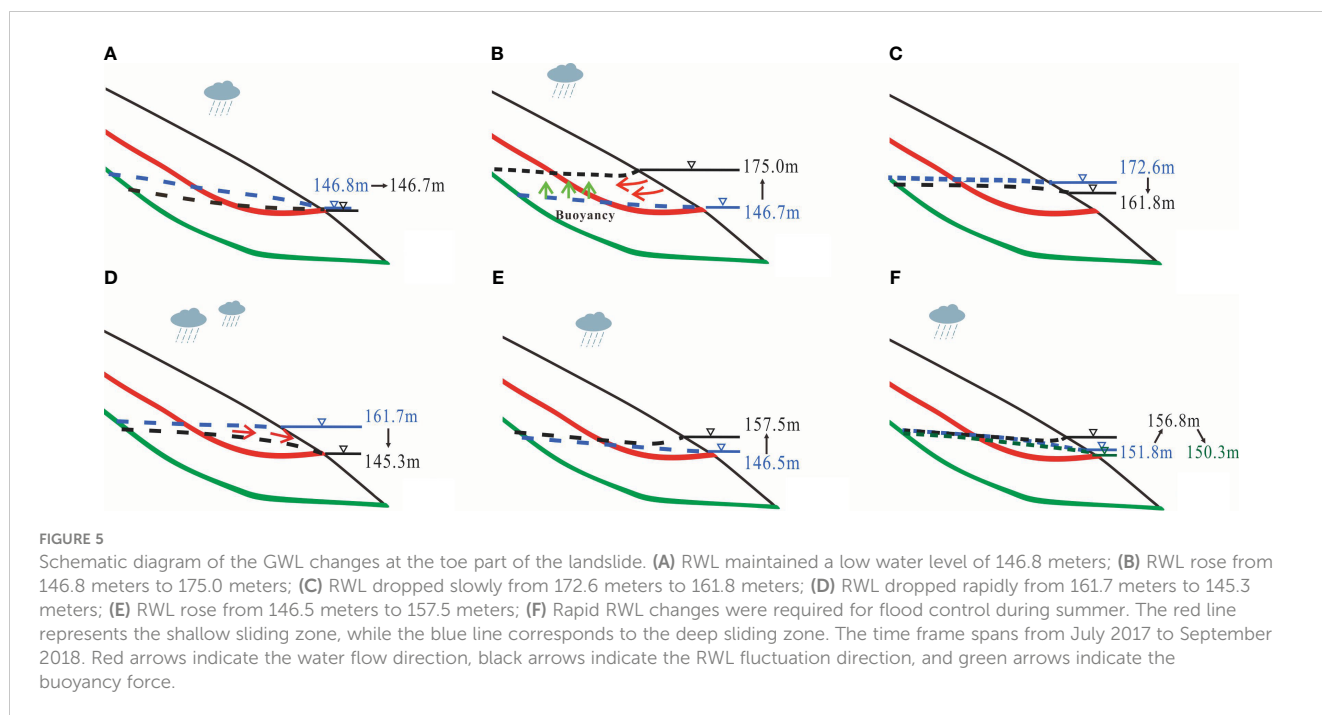 A
B
C
146.8m→146.7m
175.0m
146.7m
Buoyancy
172.6m
161.8m
D
E
F
161.7m
145.3m
157.5m
146.5m
156.8m
151.8m
150.3m
FIGURE 5
Schematic diagram of the GWL changes at the toe part of the landslide. (A) RWL maintained a low water level of 146.8 meters; (B) RWL rose from
146.8 meters to 175.0 meters; (C) RWL dropped slowly from 172.6 meters to 161.8 meters; (D) RWL dropped rapidly from 161.7 meters to 145.3
meters; (E) RWL rose from 146.5 meters to 157.5 meters; (F) Rapid RWL changes were required for flood control during summer. The red line
represents the shallow sliding zone, while the blue line corresponds to the deep sliding zone. The time frame spans from July 2017 to September
2018. Red arrows indicate the water flow direction, black arrows indicate the RWL fluctuation direction, and green arrows indicate the
buoyancy force.